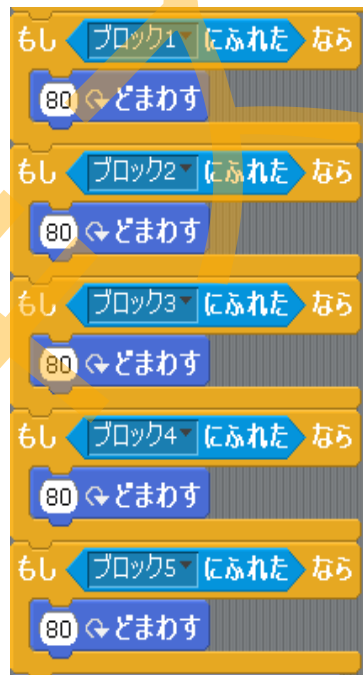 もし ブロック1 にふれた なら
80 どまわす
もし ブロック2 にふれた なら
80 どまわす
もし ブロック3 にふれた なら
80 どまわす
もし ブロック4 にふれた なら
80 どまわす
もし ブロック5 にふれた なら
80 どまわす